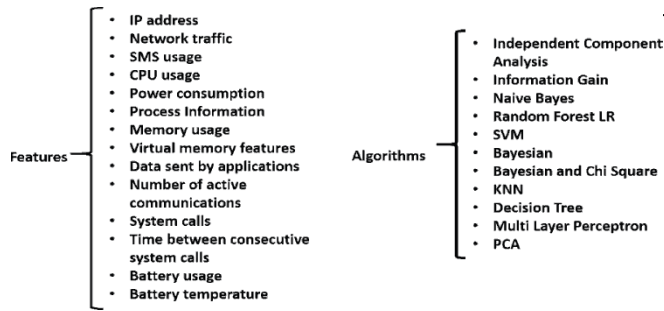 Features
• IP address
• Network traffic
• SMS usage
• CPU usage
• Power consumption
• Process Information
• Memory usage
• Virtual memory features
• Data sent by applications
• Number of active
communications
• System calls
• Time between consecutive
system calls
• Battery usage
• Battery temperature
Algorithms
• Independent Component
Analysis
• Information Gain
• Naive Bayes
• Random Forest LR
• SVM
• Bayesian
• Bayesian and Chi Square
• KNN
• Decision Tree
• Multi Layer Perceptron
• PCA